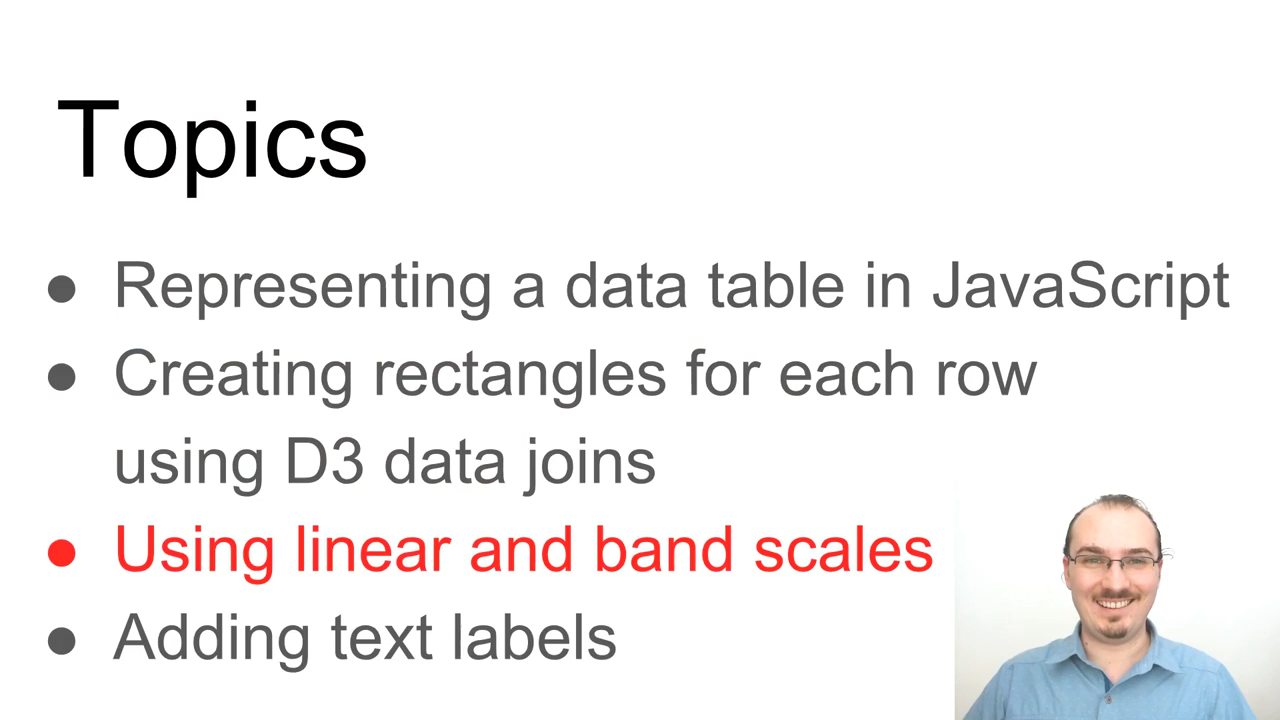 Topics
● Representing a data table in JavaScript
● Creating rectangles for each row
using D3 data joins
● Using linear and band scales
● Adding text labels